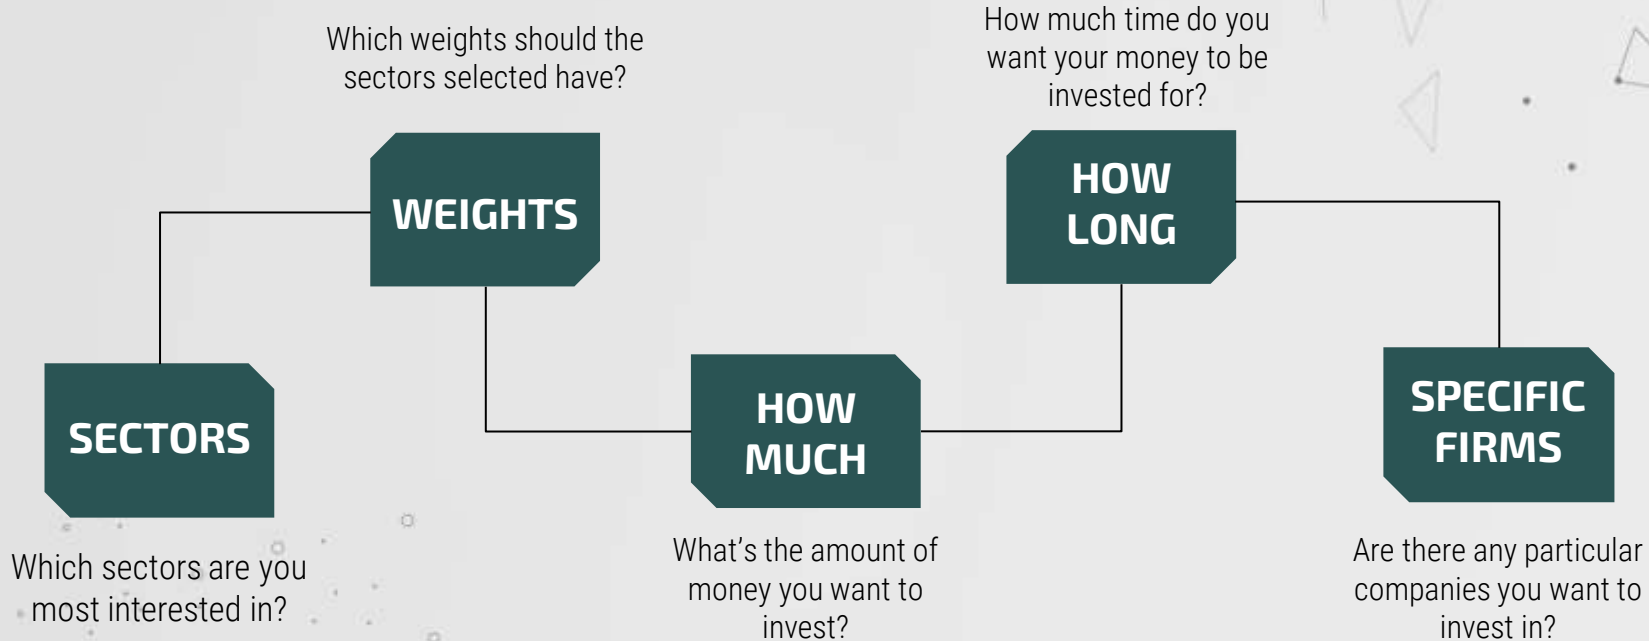 Which weights should the
sectors selected have?
How much time do you
want your money to be
invested for?
WEIGHTS
HOW
LONG
SECTORS
HOW
MUCH
SPECIFIC
FIRMS
Which sectors are you
most interested in?
What's the amount of
money you want to
invest?
Are there any particular
companies you want to
invest in?